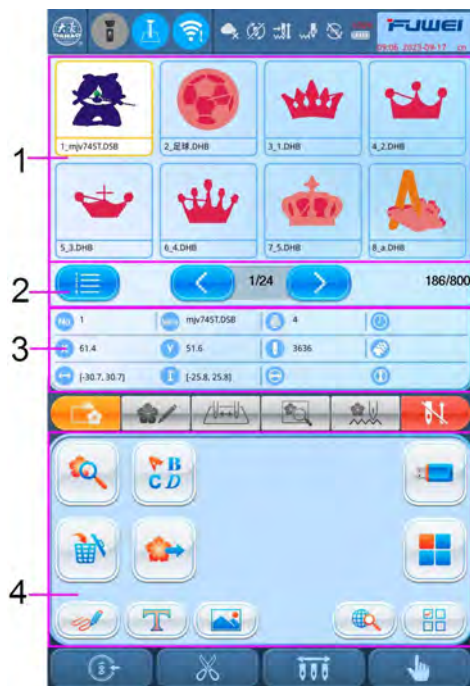 DAHAO
FUWEI
09:06 2023-09-17 cn
1
1_mjv745T.DSB
2_足球.DHB
3_1.DHB
4_2.DHB
5_3.DHB
6_4.DHB
7_5.DHB
8_a.DHB
2
1/24
186/800
3
No 1
mjv745T.DSB
4
X 61.4
Y 51.6
3636
[-30.7, 30.7]
[-25.8, 25.8]
A B
C D
4
T